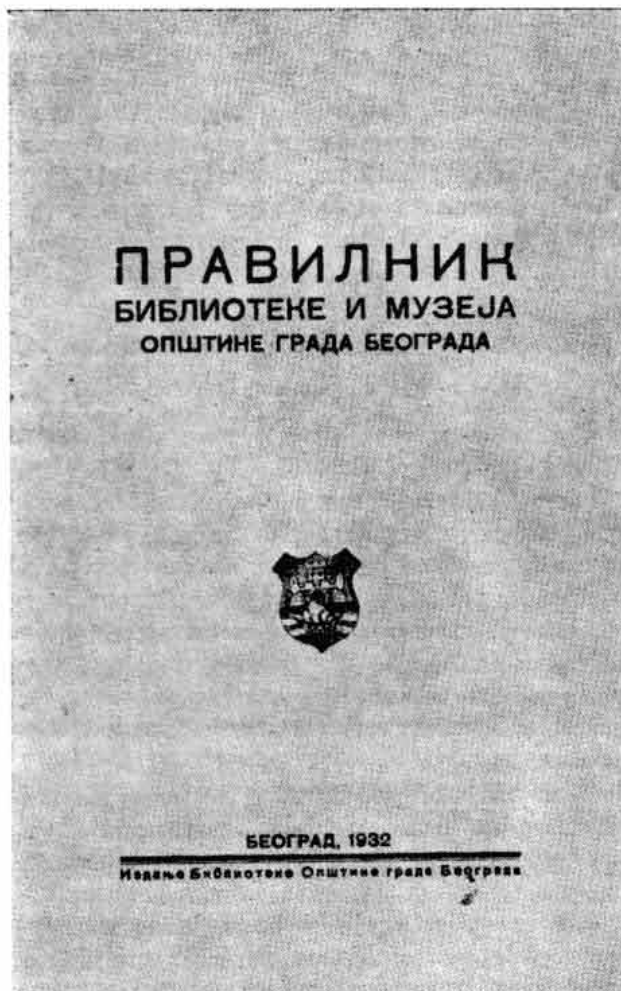 ПРАВИЛНИК
БИБЛИОТЕКЕ И МУЗЕЈА
ОПШТИНЕ ГРАДА БЕОГРАДА
БЕОГРАД, 1932
Издање Библиотеке Општине града Београда